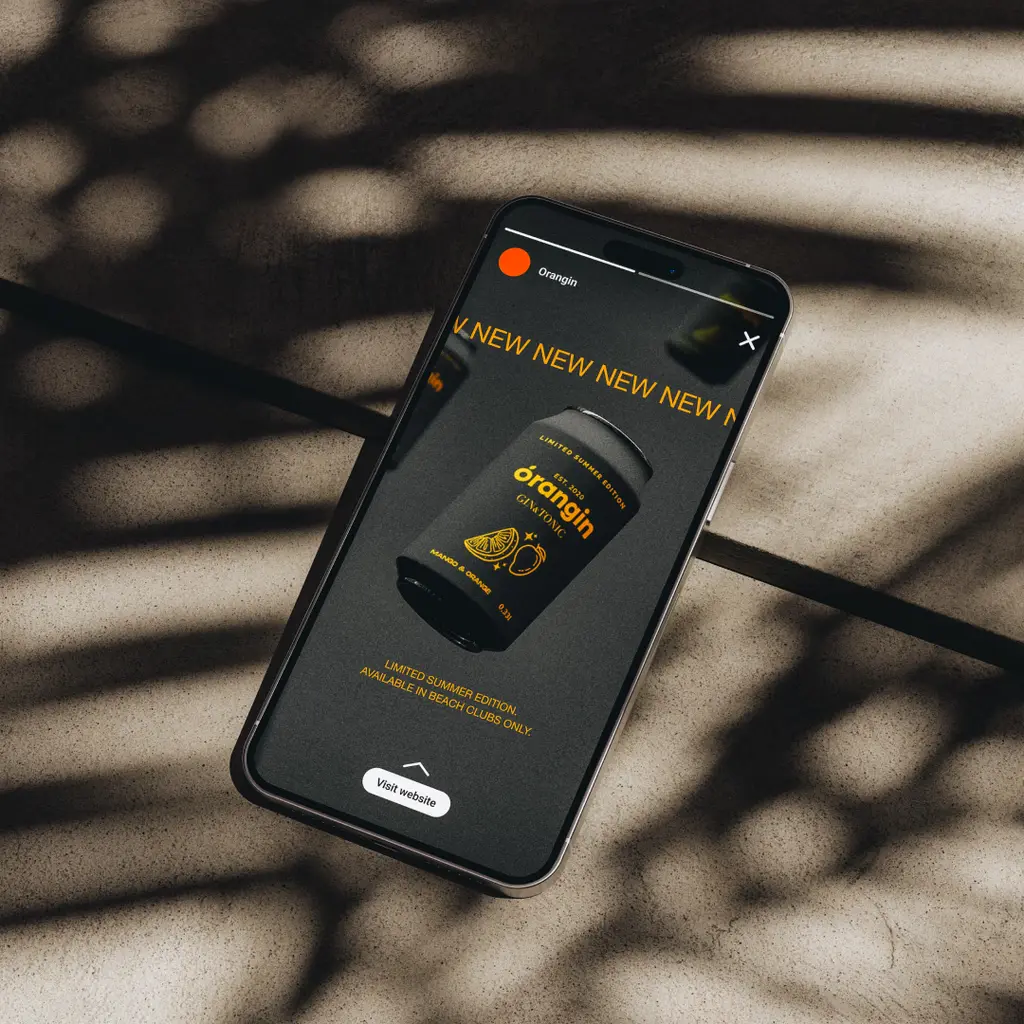 Orangin
NEW NEW NEW NEW
LIMITED SUMMER EDITION
EST. 2020
órangin
GIN & TONIC
MANGO & ORANGE
0.33l
LIMITED SUMMER EDITION.
AVAILABLE IN BEACH CLUBS ONLY.
Visit website